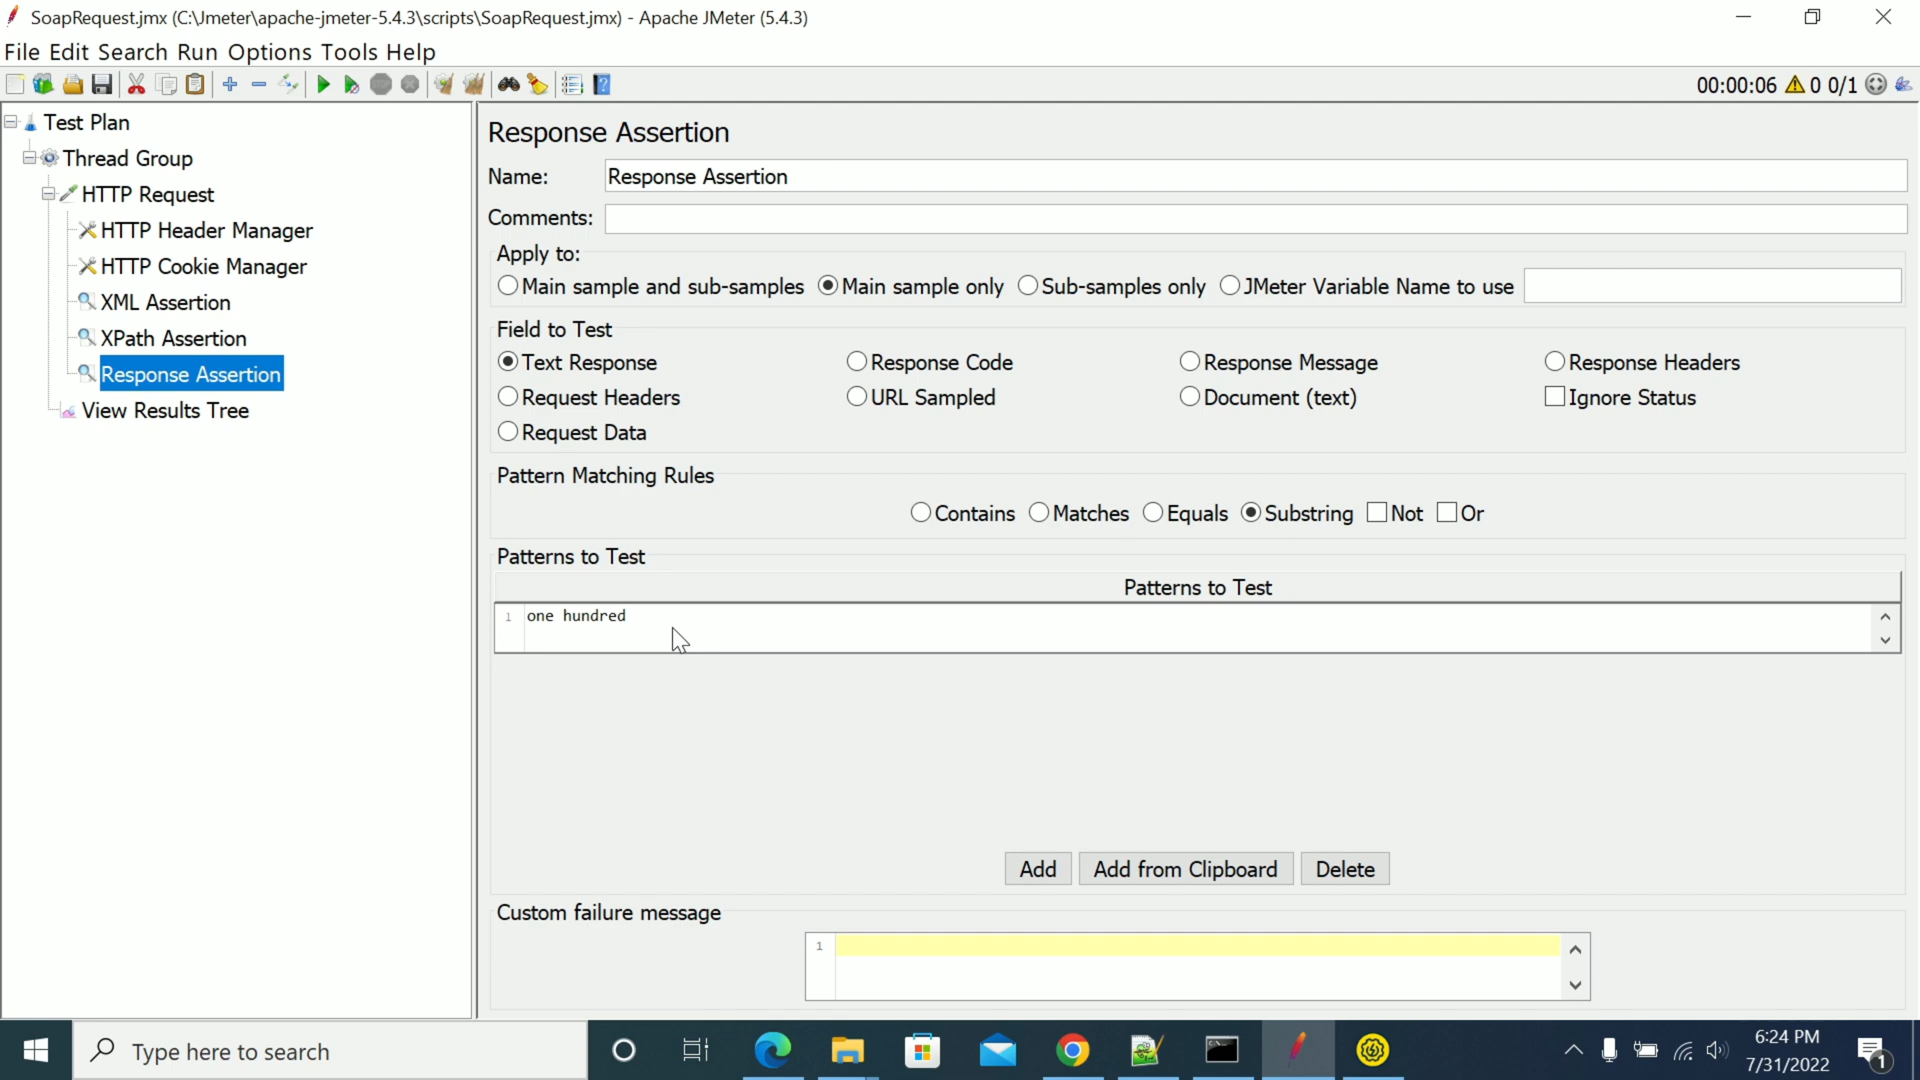 SoapRequest.jmx (C:\Jmeter\apache-jmeter-5.4.3\scripts\SoapRequest.jmx) - Apache JMeter (5.4.3)
File Edit Search Run Options Tools Help
00:00:06 0 0/1
Test Plan
Thread Group
HTTP Request
HTTP Header Manager
HTTP Cookie Manager
XML Assertion
XPath Assertion
Response Assertion
View Results Tree
Response Assertion
Name: Response Assertion
Comments:
Apply to:
Main sample and sub-samples Main sample only Sub-samples only JMeter Variable Name to use
Field to Test
Text Response Response Code Response Message Response Headers
Request Headers URL Sampled Document (text) Ignore Status
Request Data
Pattern Matching Rules
Contains Matches Equals Substring Not Or
Patterns to Test
Patterns to Test
1 one hundred
Add Add from Clipboard Delete
Custom failure message
1
Type here to search
6:24 PM
7/31/2022
1